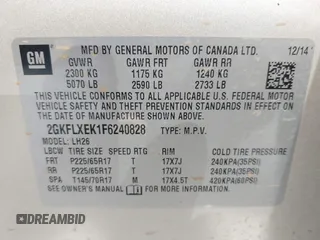 GM
MFD BY GENERAL MOTORS OF CANADA LTD.
12/14
GVWR GAWR FRT GAWR RR
2300 KG 1175 KG 1240 KG
5070 LB 2590 LB 2733 LB
THIS VEHICLE CONFORMS TO ALL APPLICABLE U.S.
FEDERAL MOTOR VEHICLE SAFETY, BUMPER, AND
THEFT PREVENTION STANDARDS IN EFFECT ON THE
DATE OF MANUFACTURE SHOWN ABOVE.
2GKFLXEK1F6240828 TYPE: M.P.V.
MODEL: LH26
LBCW TIRE SIZE SPEED RTG RIM COLD TIRE PRESSURE
FRT P225/65R17 T 17X7J 240KPA(35PSI)
RR P225/65R17 T 17X7J 240KPA(35PSI)
SPA T145/70R17 M 17X4.5T 420KPA(60PSI)
SEE OWNER'S MANUAL FOR ADDITIONAL INFORMATION.
AUTOBIDMASTER
AUTOBIDMASTER